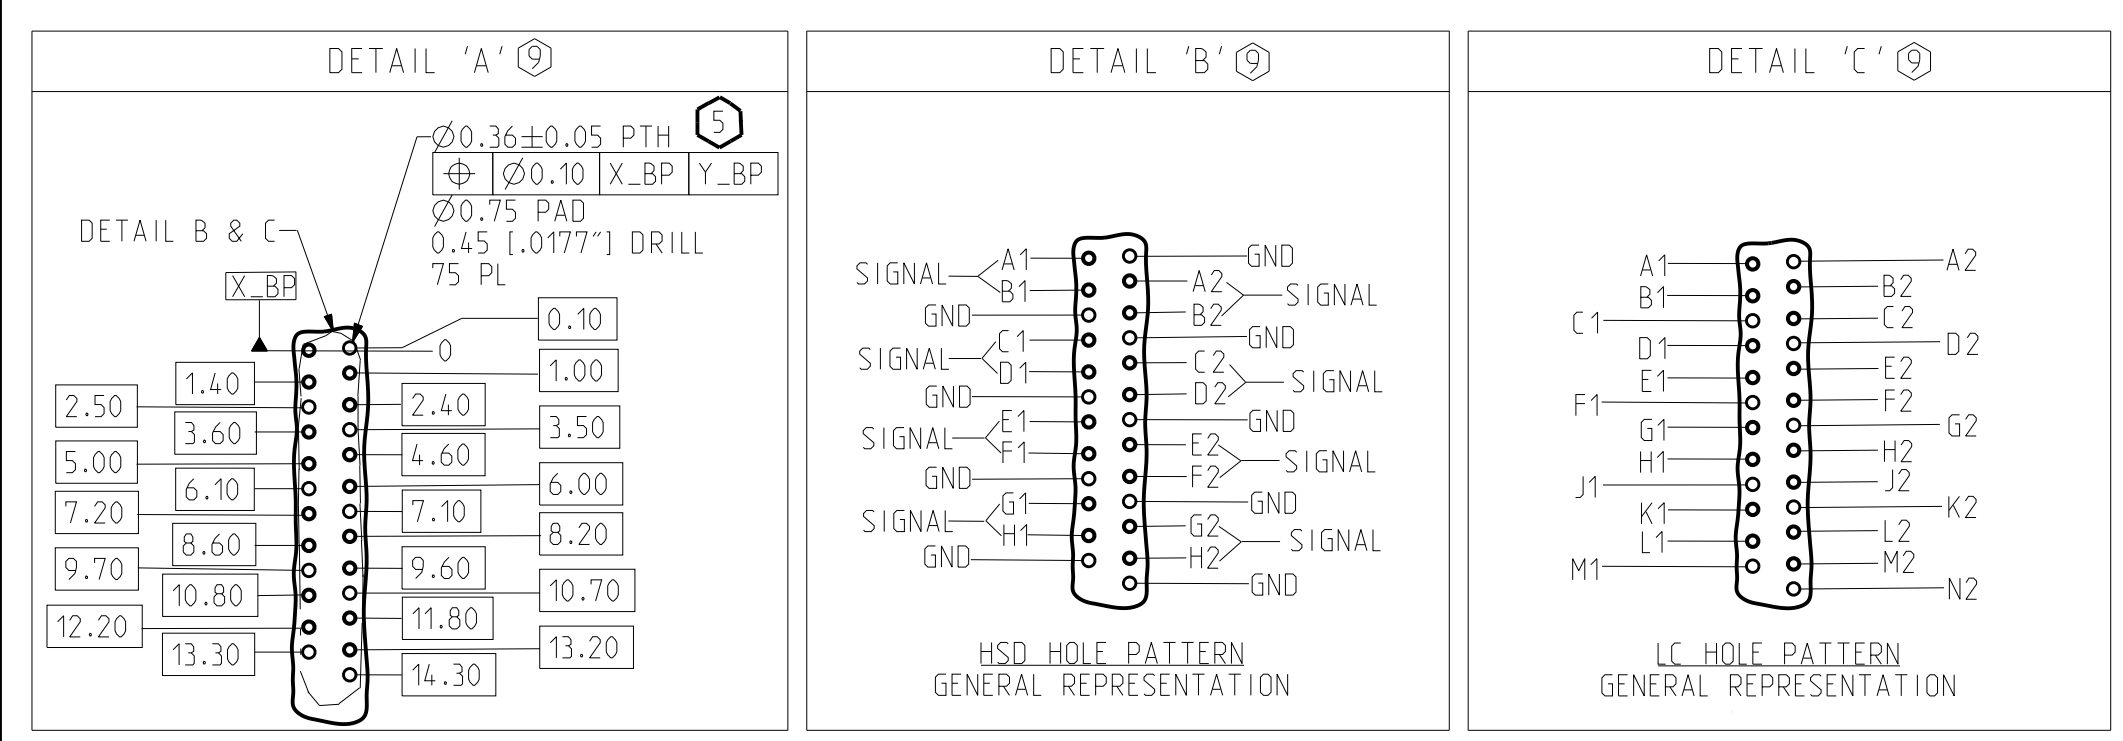 DETAIL 'A' 9
Ø0.36±0.05 PTH 5
⌖ Ø0.10 X_BP Y_BP
Ø0.75 PAD
0.45 [.0177"] DRILL
75 PL
DETAIL B & C
X_BP
0.10
0
1.00
1.40
2.50
2.40
3.60
3.50
5.00
4.60
6.10
6.00
7.20
7.10
8.60
8.20
9.70
9.60
10.80
10.70
12.20
11.80
13.30
13.20
14.30
DETAIL 'B' 9
A1 GND
SIGNAL
B1 A2
SIGNAL
GND B2
C1 GND
SIGNAL
D1 C2
SIGNAL
GND D2
E1 GND
SIGNAL
F1 E2
SIGNAL
GND F2
G1 GND
SIGNAL
H1 G2
SIGNAL
GND H2
GND
HSD HOLE PATTERN
GENERAL REPRESENTATION
DETAIL 'C' 9
A1 A2
B1 B2
C1 C2
D1 D2
E1 E2
F1 F2
G1 G2
H1 H2
J1 J2
K1 K2
L1 L2
M1 M2
N2
LC HOLE PATTERN
GENERAL REPRESENTATION